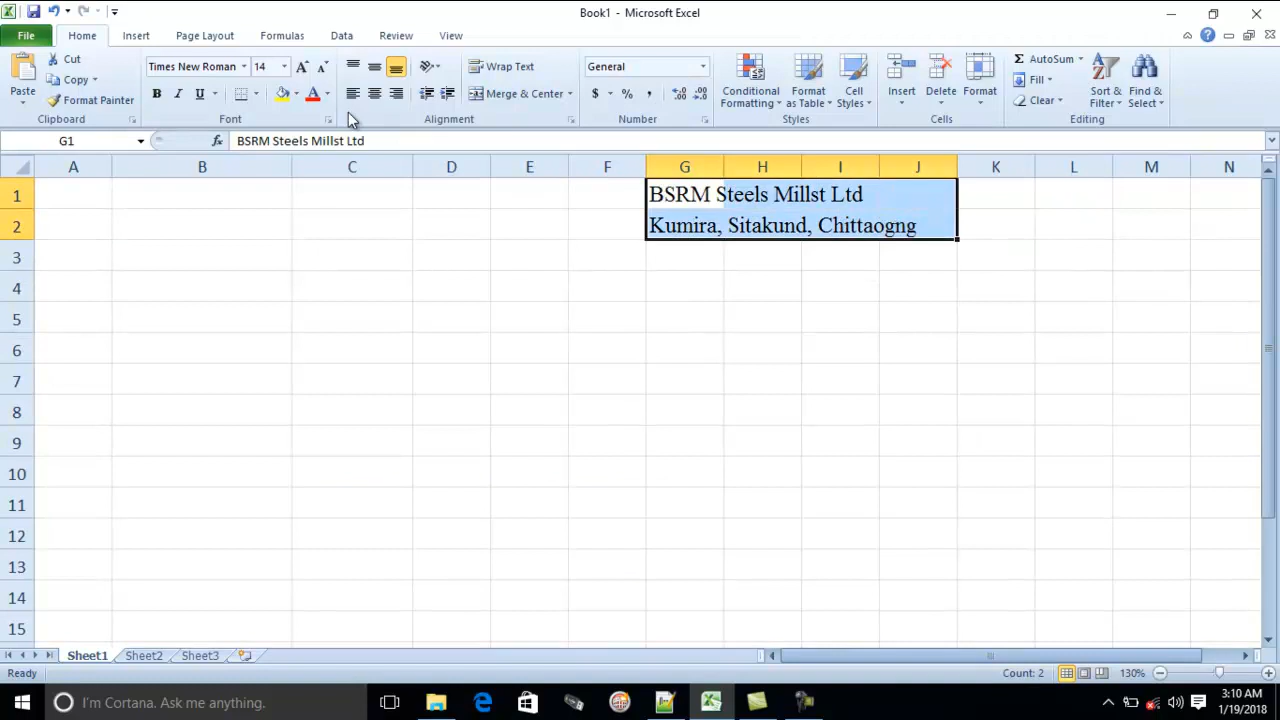 Book1 - Microsoft Excel
File Home Insert Page Layout Formulas Data Review View
Paste
Cut
Copy
Format Painter
Clipboard
Times New Roman 14
B I U
Font
Wrap Text
Merge & Center
Alignment
General
$ % ,
Number
Conditional Formatting
Format as Table
Cell Styles
Styles
Insert
Delete
Format
Cells
AutoSum
Fill
Clear
Sort & Filter
Find & Select
Editing
G1 fx BSRM Steels Millst Ltd
A B C D E F G H I J K L M N
1 BSRM Steels Millst Ltd
2 Kumira, Sitakund, Chittaogng
3
4
5
6
7
8
9
10
11
12
13
14
15
Sheet1 Sheet2 Sheet3
Ready Count: 2 130%
I'm Cortana. Ask me anything.
3:10 AM
1/19/2018